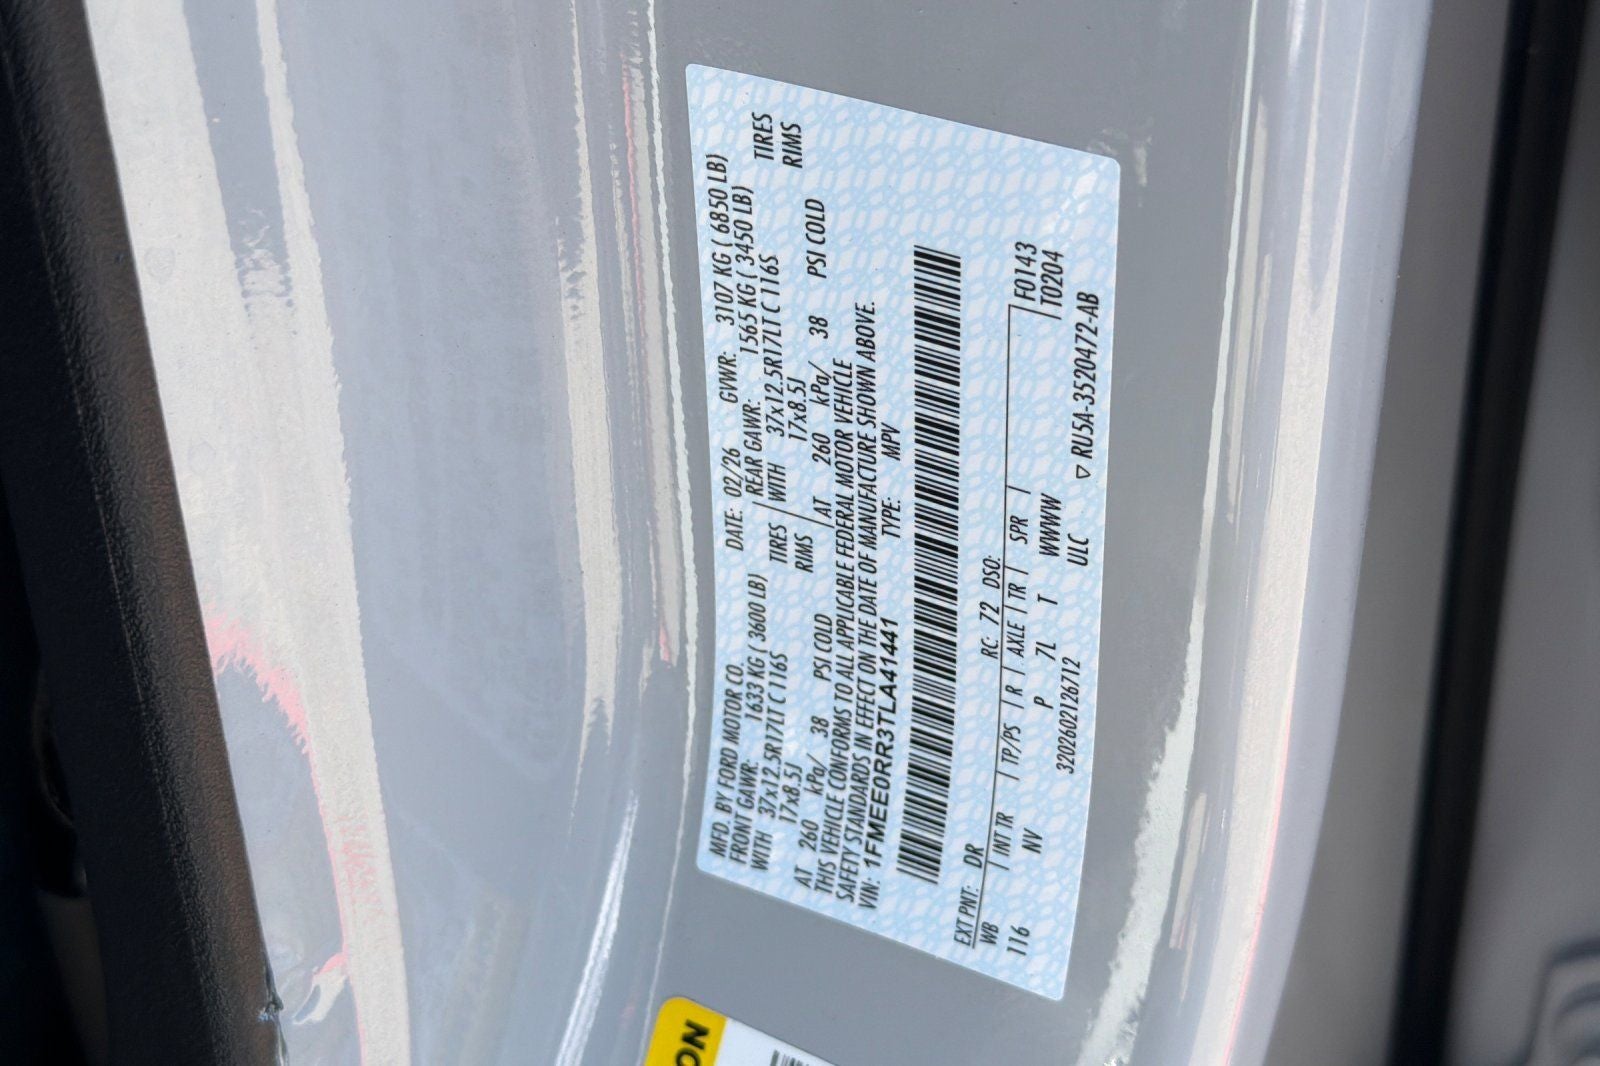 MFD. BY FORD MOTOR CO. DATE: 02/26 GVWR: 3107 KG ( 6850 LB)
FRONT GAWR: 1633 KG ( 3600 LB) REAR GAWR: 1565 KG ( 3450 LB)
WITH 37x12.5R17LT C 116S TIRES WITH 37x12.5R17LT C 116S TIRES
17x8.5J RIMS 17x8.5J RIMS
AT 260 kPa/ 38 PSI COLD AT 260 kPa/ 38 PSI COLD
THIS VEHICLE CONFORMS TO ALL APPLICABLE FEDERAL MOTOR VEHICLE
SAFETY STANDARDS IN EFFECT ON THE DATE OF MANUFACTURE SHOWN ABOVE.
VIN: 1FMEE0RR3TLA41441 TYPE: MPV
EXT PNT: DR RC: 72 DSO: F0143
WB INT TR TP/PS R AXLE TR SPR T0204
116 NV P 7L T WWWW
3202602126712 ULC ▽ RU5A-3520472-AB
ON